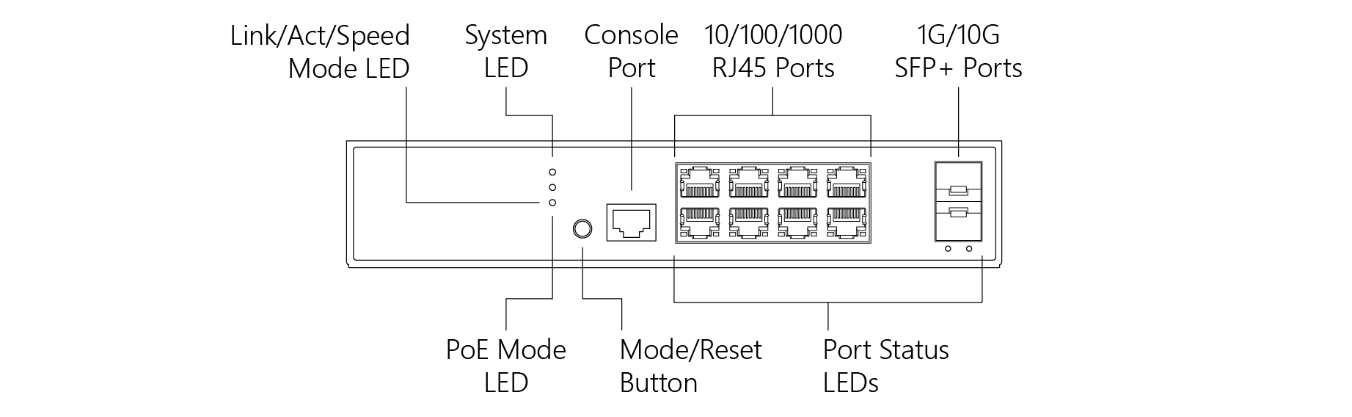 Link/Act/Speed
Mode LED
System
LED
Console
Port
10/100/1000
RJ45 Ports
1G/10G
SFP+ Ports
PoE Mode
LED
Mode/Reset
Button
Port Status
LEDs